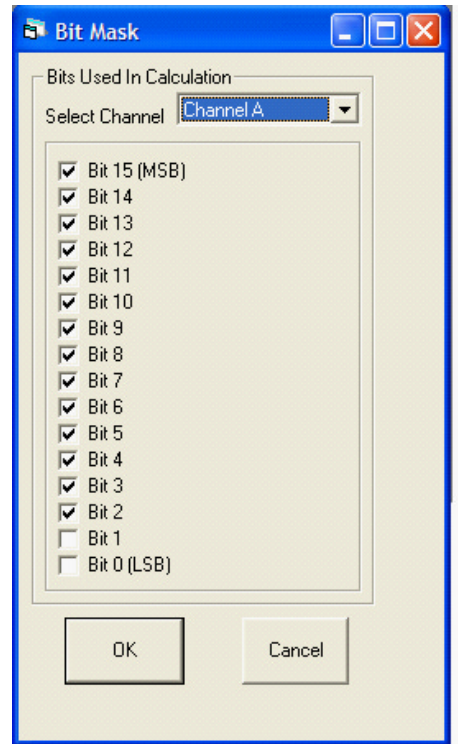 Bit Mask
Bits Used In Calculation
Select Channel Channel A
Bit 15 (MSB)
Bit 14
Bit 13
Bit 12
Bit 11
Bit 10
Bit 9
Bit 8
Bit 7
Bit 6
Bit 5
Bit 4
Bit 3
Bit 2
Bit 1
Bit 0 (LSB)
OK Cancel